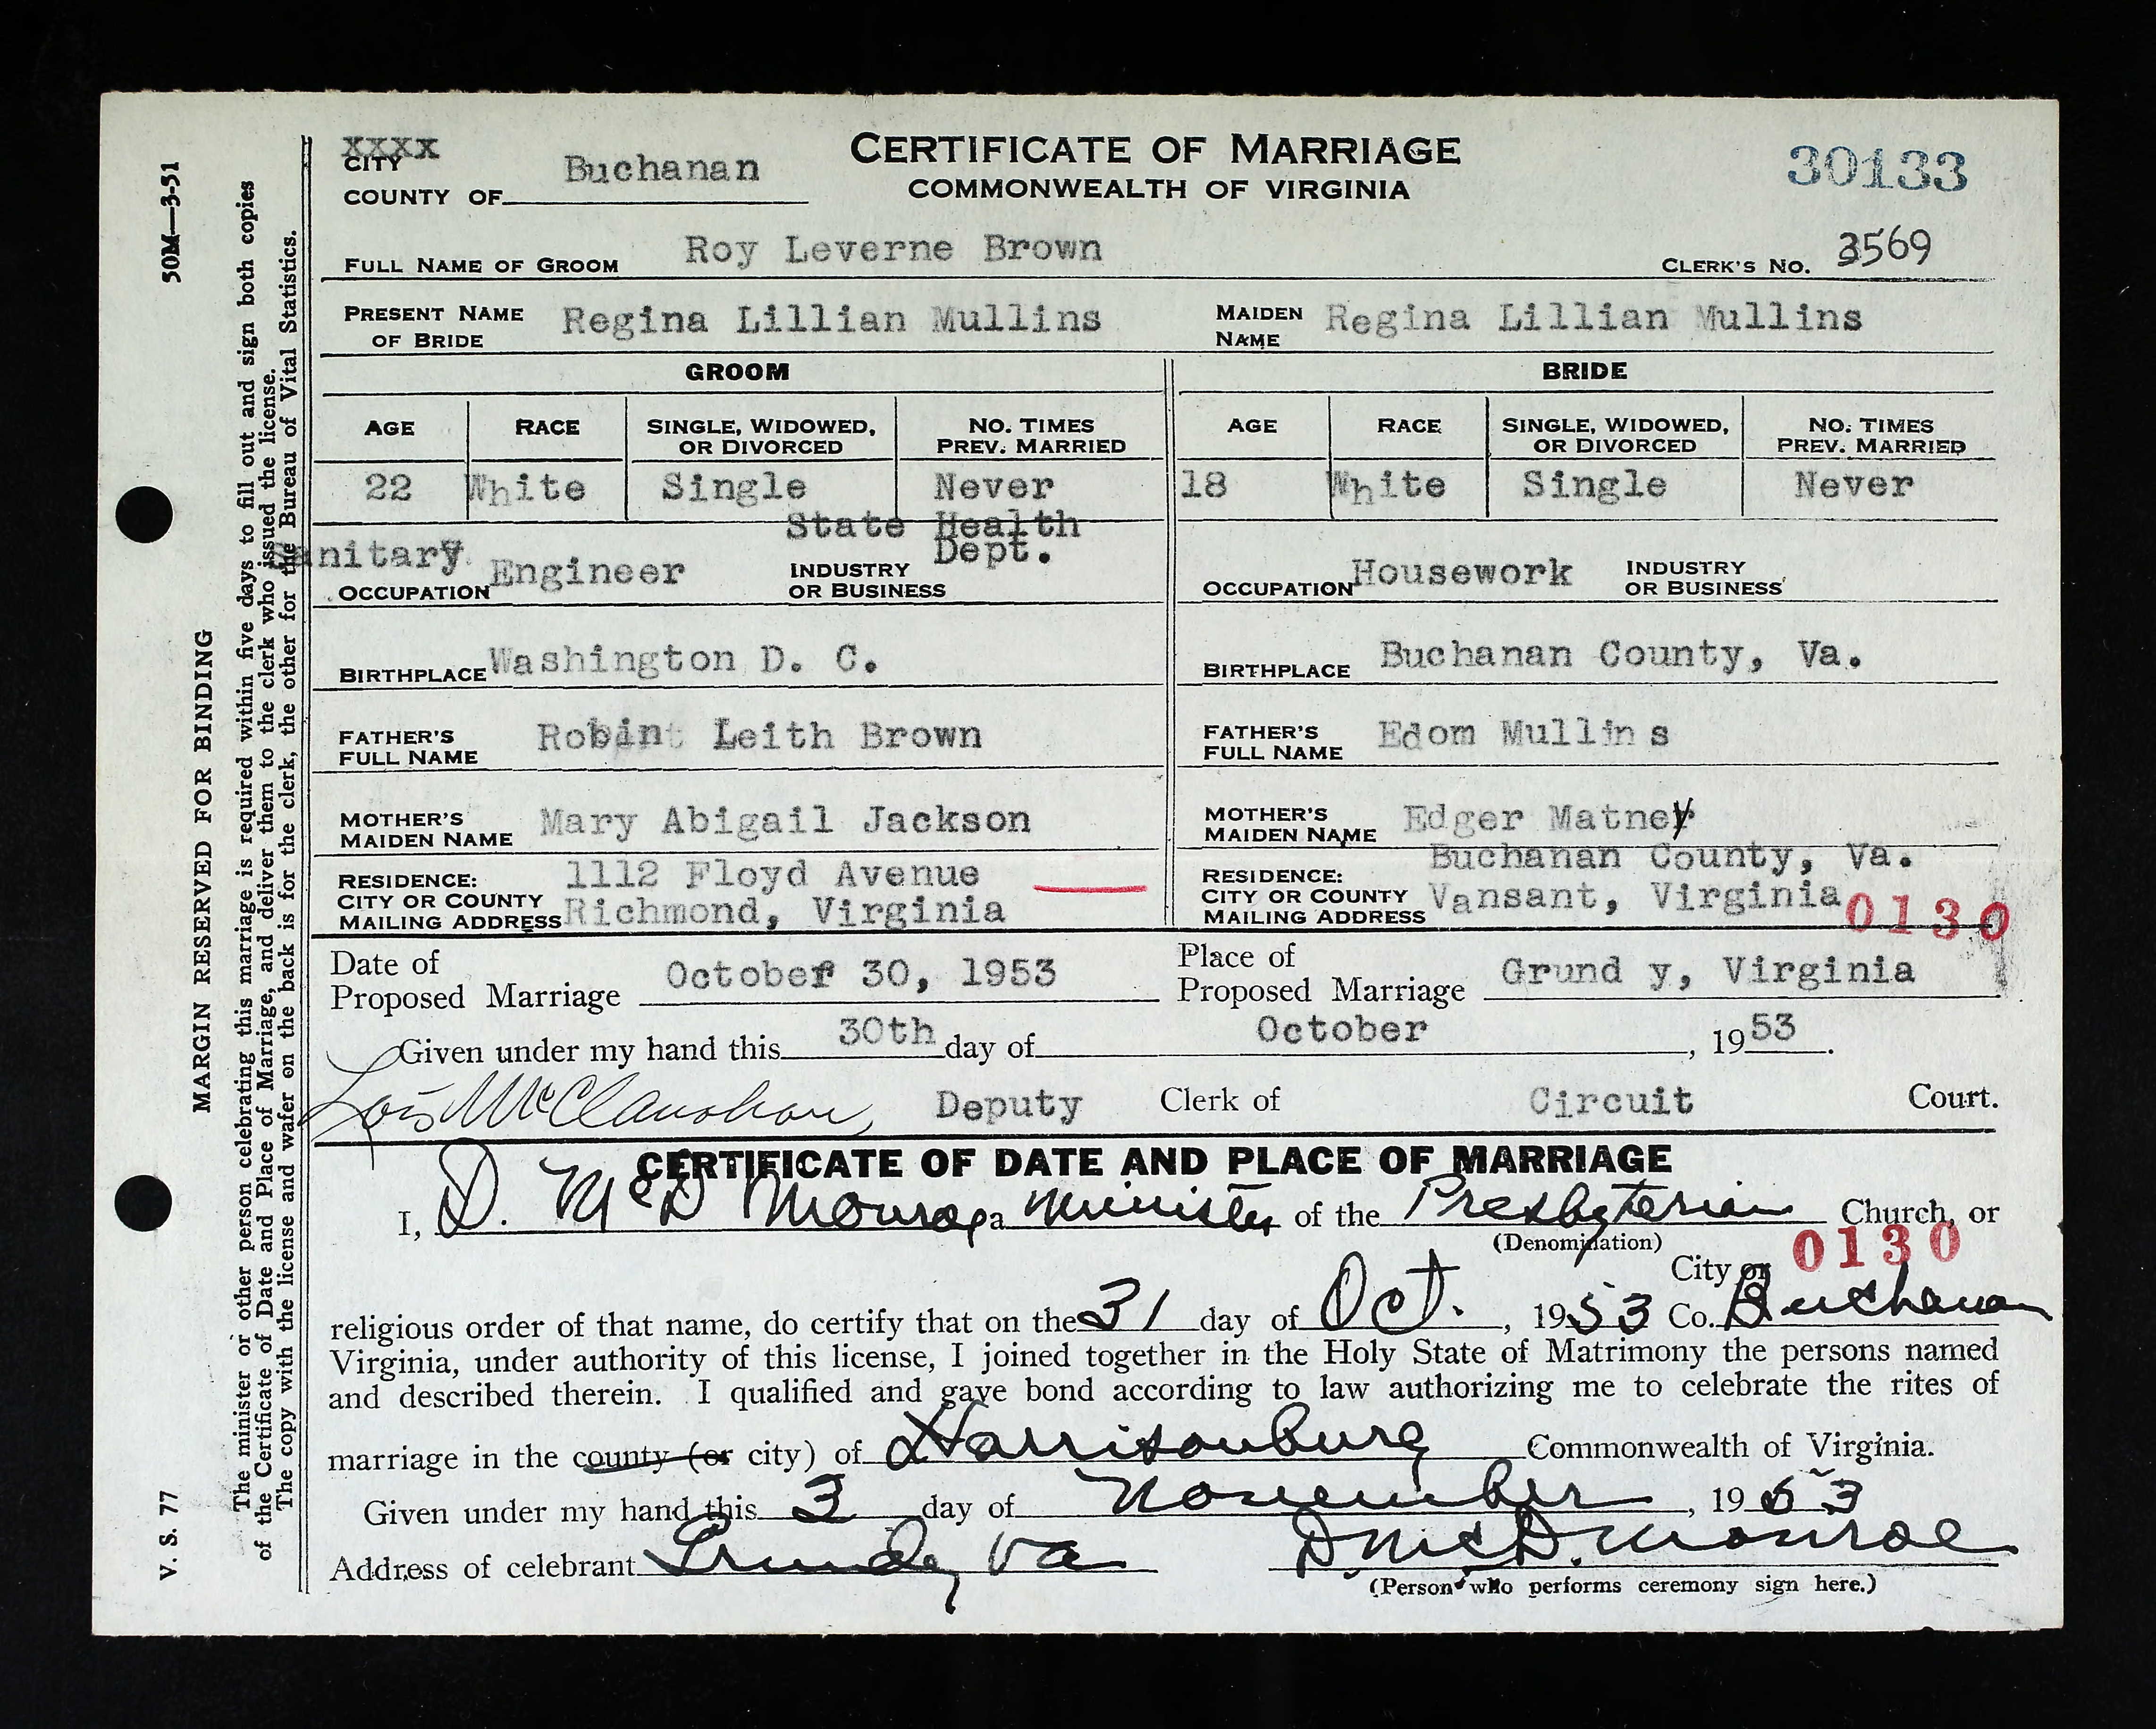 XXXX
CITY
COUNTY OF Buchanan
CERTIFICATE OF MARRIAGE
COMMONWEALTH OF VIRGINIA
30133
FULL NAME OF GROOM Roy Leverne Brown CLERK'S NO. 3569
PRESENT NAME OF BRIDE Regina Lillian Mullins MAIDEN NAME Regina Lillian Mullins
GROOM BRIDE
AGE RACE SINGLE, WIDOWED, OR DIVORCED NO. TIMES PREV. MARRIED AGE RACE SINGLE, WIDOWED, OR DIVORCED NO. TIMES PREV. MARRIED
22 White Single Never 18 White Single Never
OCCUPATION Sanitary Engineer INDUSTRY OR BUSINESS State Health Dept. OCCUPATION Housework INDUSTRY OR BUSINESS
BIRTHPLACE Washington D. C. BIRTHPLACE Buchanan County, Va.
FATHER'S FULL NAME Leith Brown FATHER'S FULL NAME Edom Mullins
MOTHER'S MAIDEN NAME Mary Abigail Jackson MOTHER'S MAIDEN NAME Edger Matney
RESIDENCE: CITY OR COUNTY MAILING ADDRESS 1112 Floyd Avenue Richmond, Virginia RESIDENCE: CITY OR COUNTY MAILING ADDRESS Buchanan County, Va. Vansant, Virginia 0130
Date of Proposed Marriage October 30, 1953 Place of Proposed Marriage Grund y, Virginia
Given under my hand this 30th day of October, 1953.
Lois McClanahan, Deputy Clerk of Circuit Court.
CERTIFICATE OF DATE AND PLACE OF MARRIAGE
I, D. McD Monroe, a minister of the Presbyterian Church, or
(Denomination)
0130
City or
religious order of that name, do certify that on the 31 day of Oct., 1953 Co. Buchanan
Virginia, under authority of this license, I joined together in the Holy State of Matrimony the persons named
and described therein. I qualified and gave bond according to law authorizing me to celebrate the rites of
marriage in the county (or city) of Harrisonburg Commonwealth of Virginia.
Given under my hand this 3 day of November, 1953
Address of celebrant Grundy Va D McD. Monroe
(Person who performs ceremony sign here.)
50M—3-51
MARGIN RESERVED FOR BINDING
V. S. 77
The minister or other person celebrating this marriage is required within five days to fill out and sign both copies
of the Certificate of Date and Place of Marriage, and deliver them to the clerk who issued the license.
The copy with the license and wafer on the back is for the clerk, the other for the Bureau of Vital Statistics.